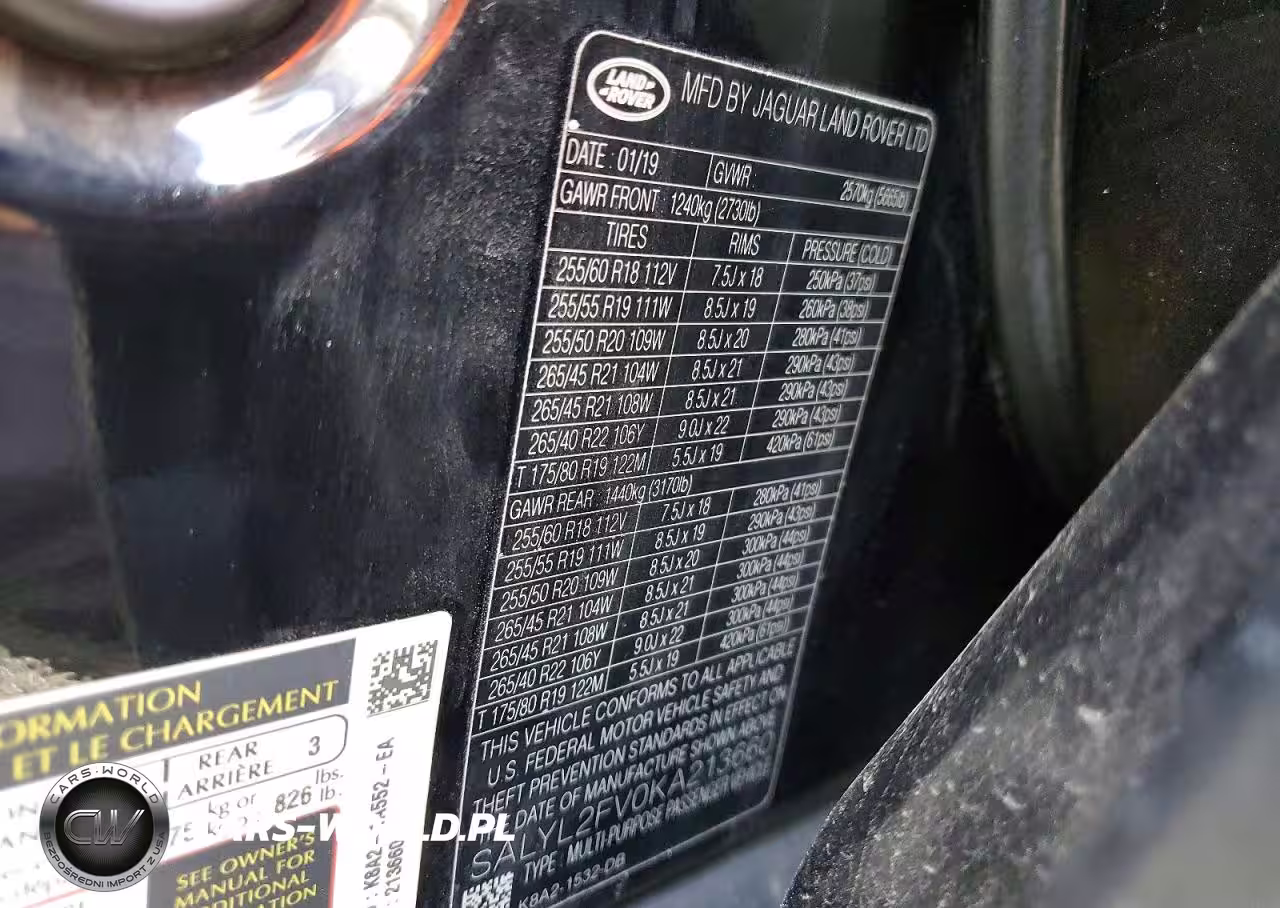 LAND ROVER
MFD BY JAGUAR LAND ROVER LTD
DATE : 01/19 GVWR : 2570kg (5665lb)
GAWR FRONT : 1240kg (2730lb)
TIRES RIMS PRESSURE (COLD)
255/60 R18 112V 7.5J x 18 250kPa (37psi)
255/55 R19 111W 8.5J x 19 260kPa (38psi)
255/50 R20 109W 8.5J x 20 280kPa (41psi)
265/45 R21 104W 8.5J x 21 290kPa (43psi)
265/45 R21 108W 8.5J x 21 290kPa (43psi)
265/40 R22 106Y 9.0J x 22 290kPa (43psi)
T 175/80 R19 122M 5.5J x 19 420kPa (61psi)
GAWR REAR : 1440kg (3170lb)
255/60 R18 112V 7.5J x 18 280kPa (41psi)
255/55 R19 111W 8.5J x 19 290kPa (43psi)
255/50 R20 109W 8.5J x 20 300kPa (44psi)
265/45 R21 104W 8.5J x 21 300kPa (44psi)
265/45 R21 108W 8.5J x 21 300kPa (44psi)
265/40 R22 106Y 9.0J x 22 300kPa (44psi)
T 175/80 R19 122M 5.5J x 19 420kPa (61psi)
THIS VEHICLE CONFORMS TO ALL APPLICABLE
U.S. FEDERAL MOTOR VEHICLE SAFETY AND
THEFT PREVENTION STANDARDS IN EFFECT ON
DATE OF MANUFACTURE SHOWN ABOVE
SALYL2FV0KA213660
TYPE : MULTI-PURPOSE PASSENGER
K8A2-1532-DB
ORMATION
ET LE CHARGEMENT
REAR 3
ARRIÈRE
kg or 826 lbs.
lb.
SEE OWNER'S
MANUAL FOR
DITIONAL
213660
CARS-WORLD
CW
BEZPOŚREDNI IMPORT Z USA
CARS-WORLD.PL